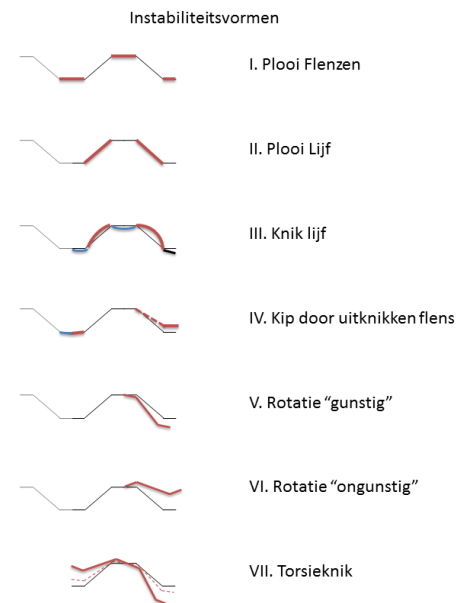 Instabiliteitsvormen
I. Plooi Flenzen
II. Plooi Lijf
III. Knik lijf
IV. Kip door uitknikken flens
V. Rotatie “gunstig”
VI. Rotatie “ongunstig”
VII. Torsieknik